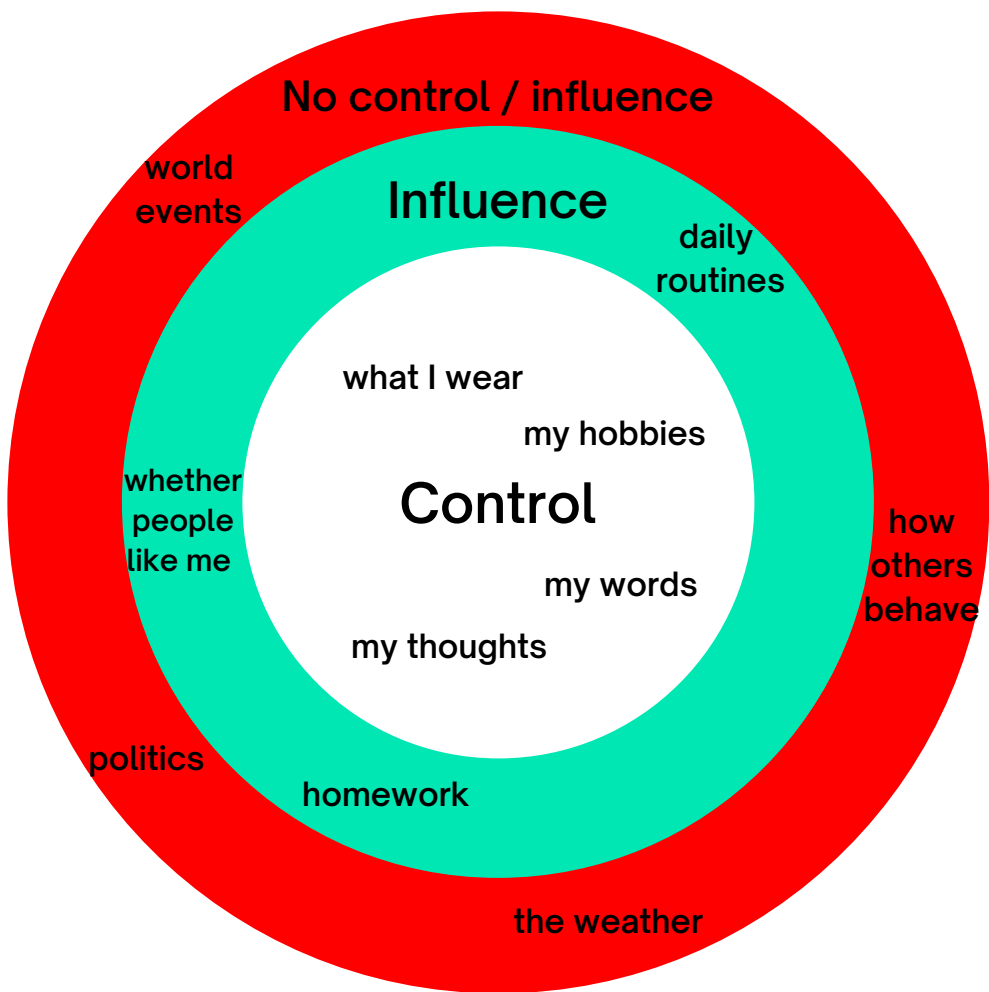 No control / influence
world
events
Influence
daily
routines
what I wear
my hobbies
whether
people
like me
Control
how
others
behave
my words
my thoughts
politics
homework
the weather